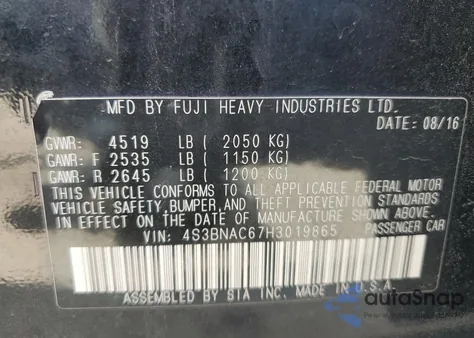 MFD BY FUJI HEAVY INDUSTRIES LTD.
DATE: 08/16
GVWR: 4519 LB ( 2050 KG)
GAWR: F 2535 LB ( 1150 KG)
GAWR: R 2645 LB ( 1200 KG)
THIS VEHICLE CONFORMS TO ALL APPLICABLE FEDERAL MOTOR
VEHICLE SAFETY, BUMPER, AND THEFT PREVENTION STANDARDS
IN EFFECT ON THE DATE OF MANUFACTURE SHOWN ABOVE.
VIN: 4S3BNAC67H3019865 PASSENGER CAR
ASSEMBLED BY SIA INC. MADE IN U.S.A.
autoSnap